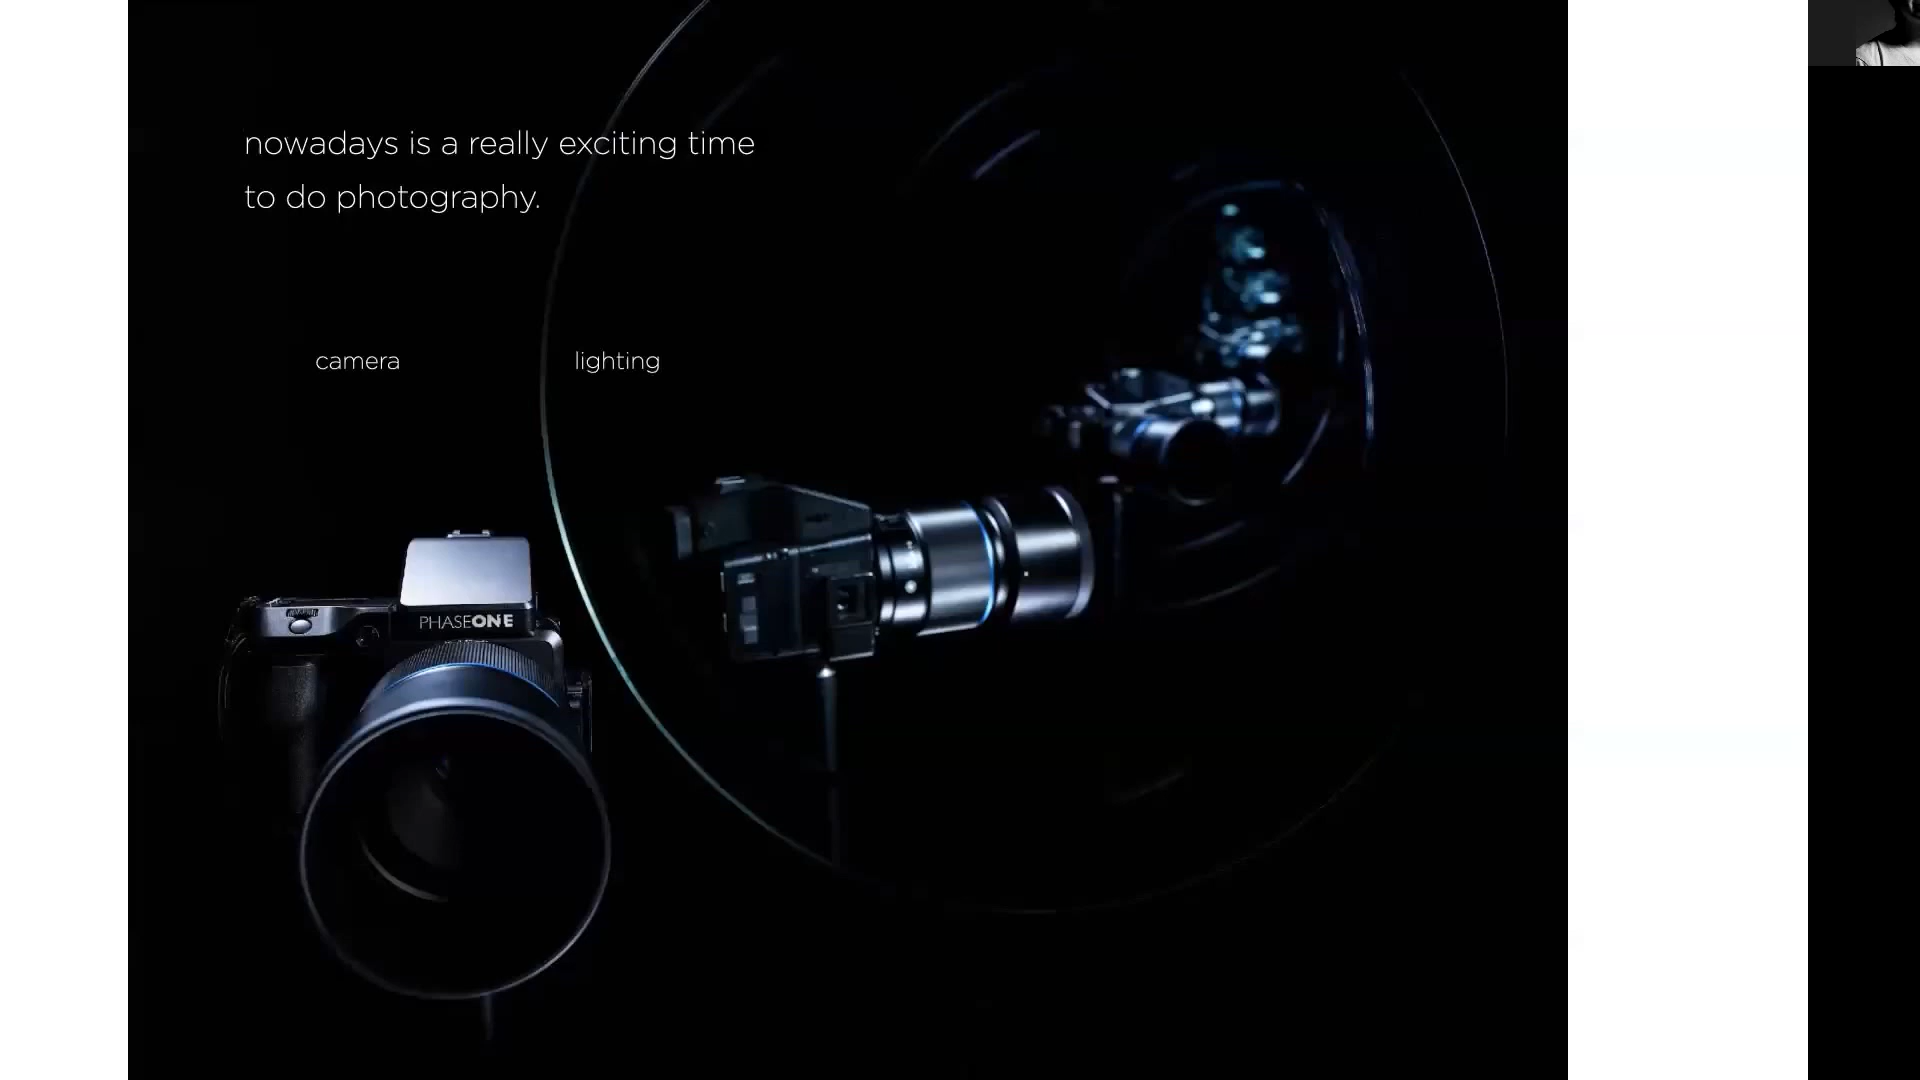 nowadays is a really exciting time
to do photography.
camera
lighting
PHASEONE